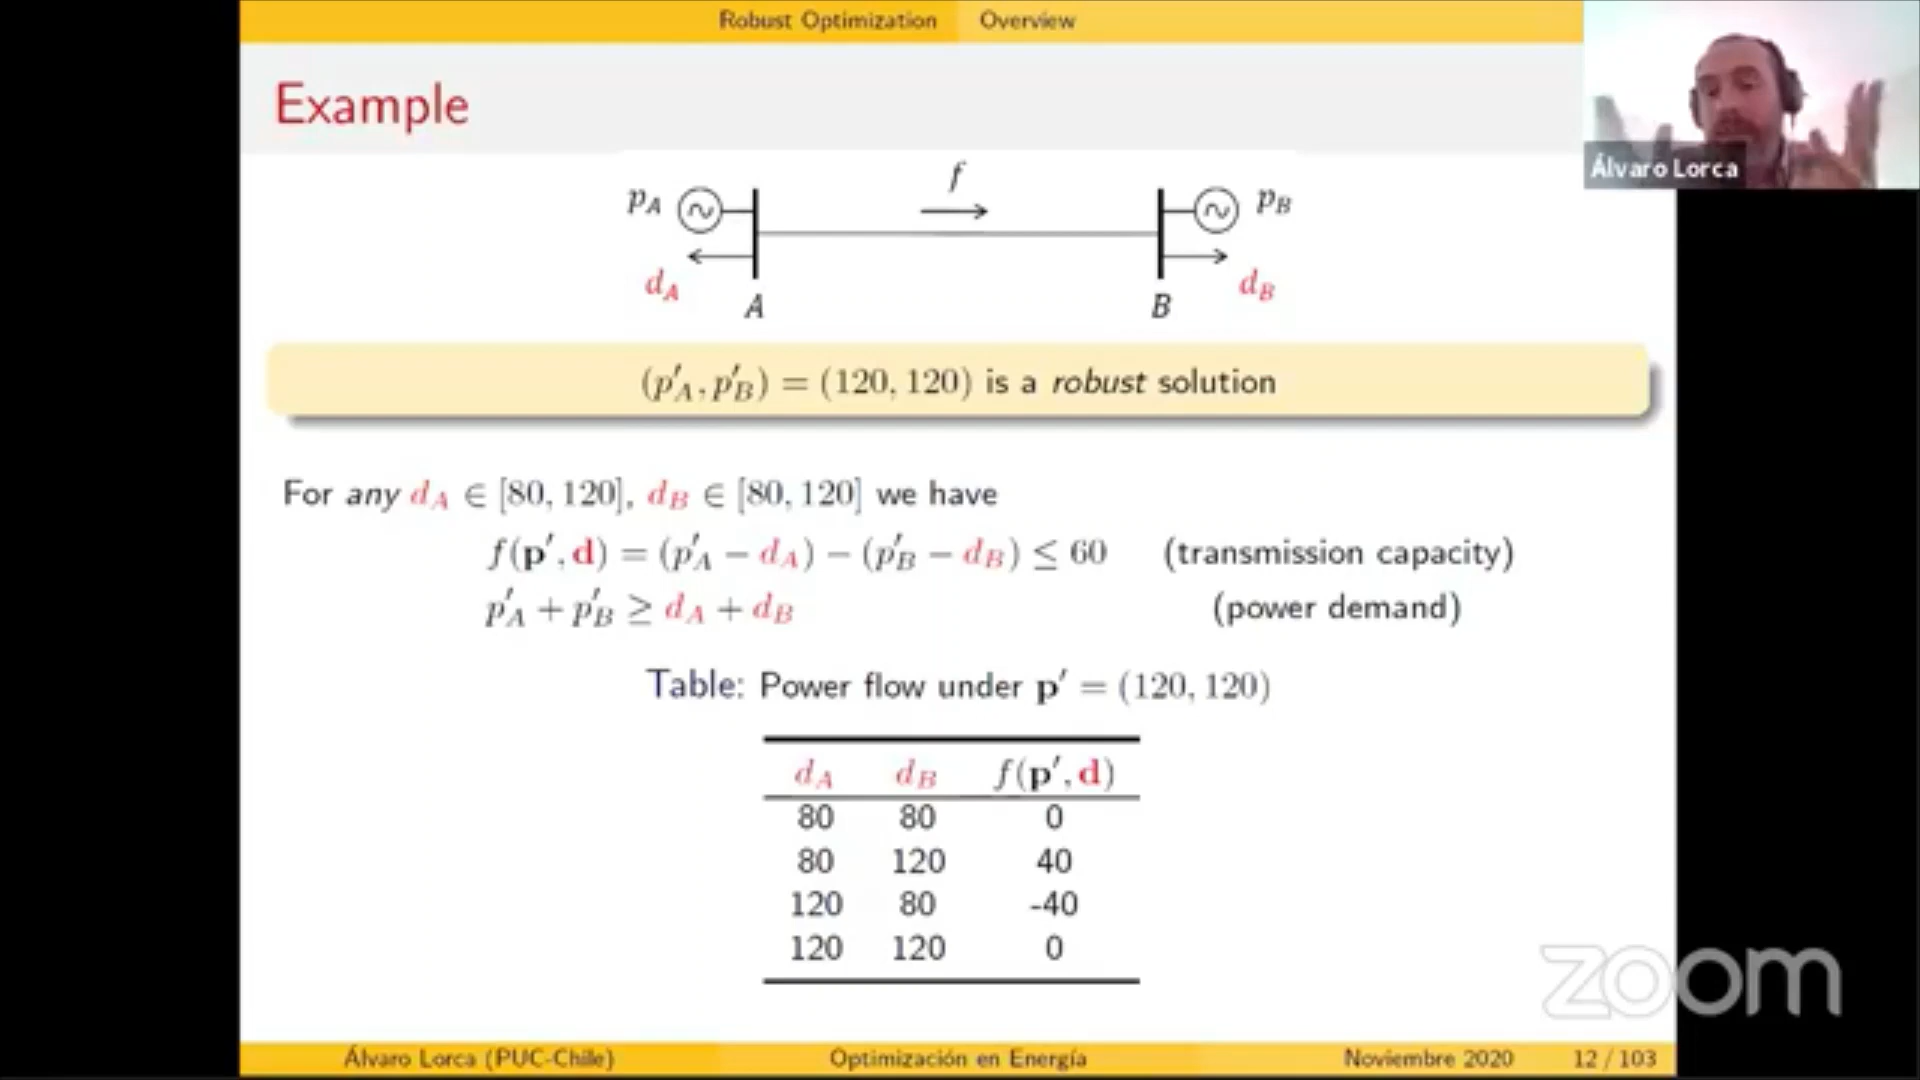 Robust Optimization Overview
Example
Álvaro Lorca
f
p_A p_B
d_A d_B
A B
(p'_A, p'_B) = (120, 120) is a robust solution
For any d_A ∈ [80, 120], d_B ∈ [80, 120] we have
f(p', d) = (p'_A − d_A) − (p'_B − d_B) ≤ 60 (transmission capacity)
p'_A + p'_B ≥ d_A + d_B (power demand)
Table: Power flow under p' = (120, 120)
d_A d_B f(p', d)
80 80 0
80 120 40
120 80 -40
120 120 0
zoom
Álvaro Lorca (PUC-Chile) Optimización en Energía Noviembre 2020 12 / 103